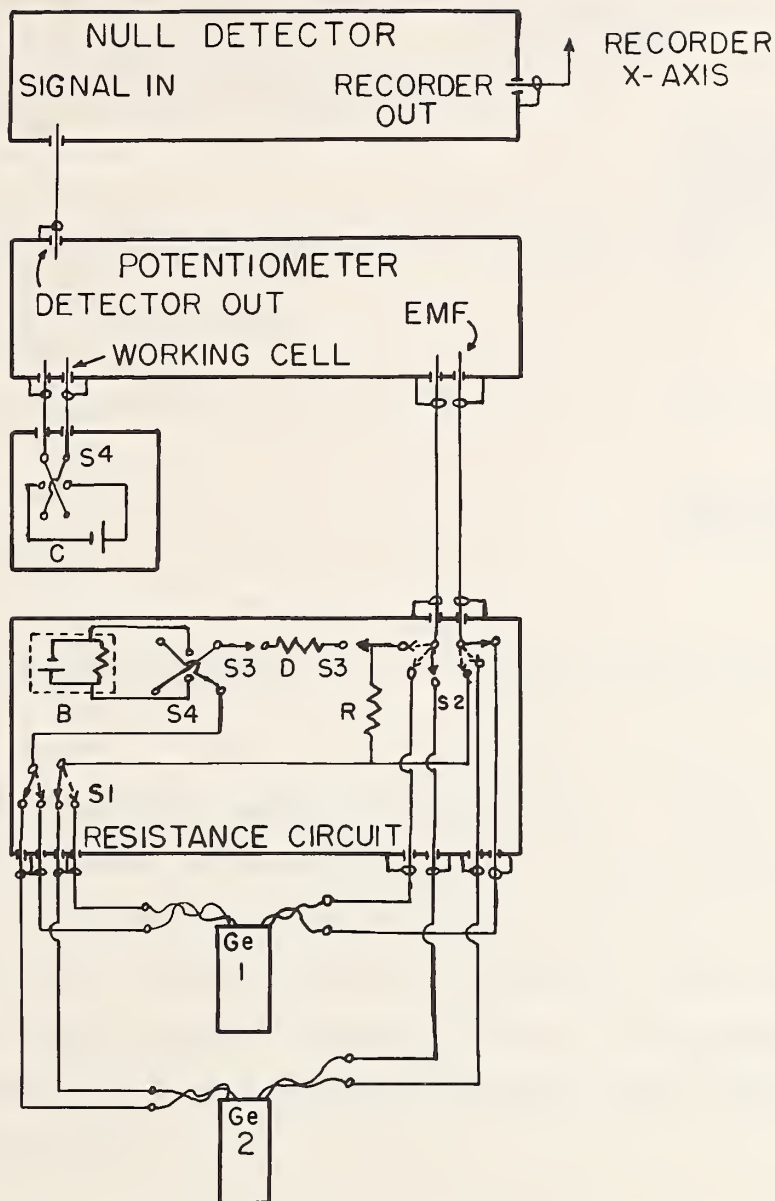 NULL DETECTOR
RECORDER
X-AXIS
SIGNAL IN
RECORDER
OUT
POTENTIOMETER
DETECTOR OUT
EMF
WORKING CELL
S4
C
S3
D
S3
B
S4
R
S2
S1
RESISTANCE CIRCUIT
Ge
1
Ge
2